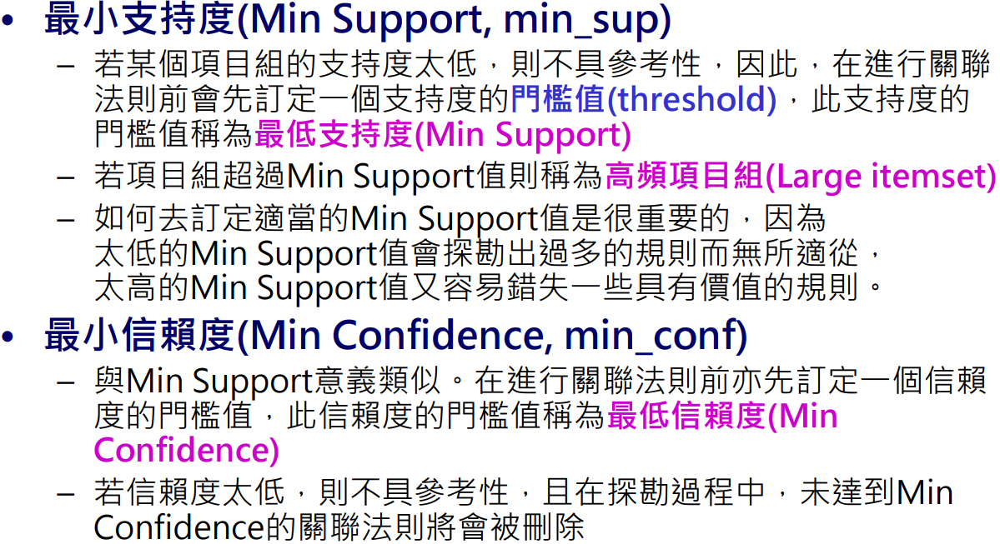 • 最小支持度(Min Support, min_sup)
– 若某個項目組的支持度太低，則不具參考性，因此，在進行關聯
法則前會先訂定一個支持度的門檻值(threshold)，此支持度的
門檻值稱為最低支持度(Min Support)
– 若項目組超過Min Support值則稱為高頻項目組(Large itemset)
– 如何去訂定適當的Min Support值是很重要的，因為
太低的Min Support值會探勘出過多的規則而無所適從，
太高的Min Support值又容易錯失一些具有價值的規則。
• 最小信賴度(Min Confidence, min_conf)
– 與Min Support意義類似。在進行關聯法則前亦先訂定一個信賴
度的門檻值，此信賴度的門檻值稱為最低信賴度(Min
Confidence)
– 若信賴度太低，則不具參考性，且在探勘過程中，未達到Min
Confidence的關聯法則將會被刪除